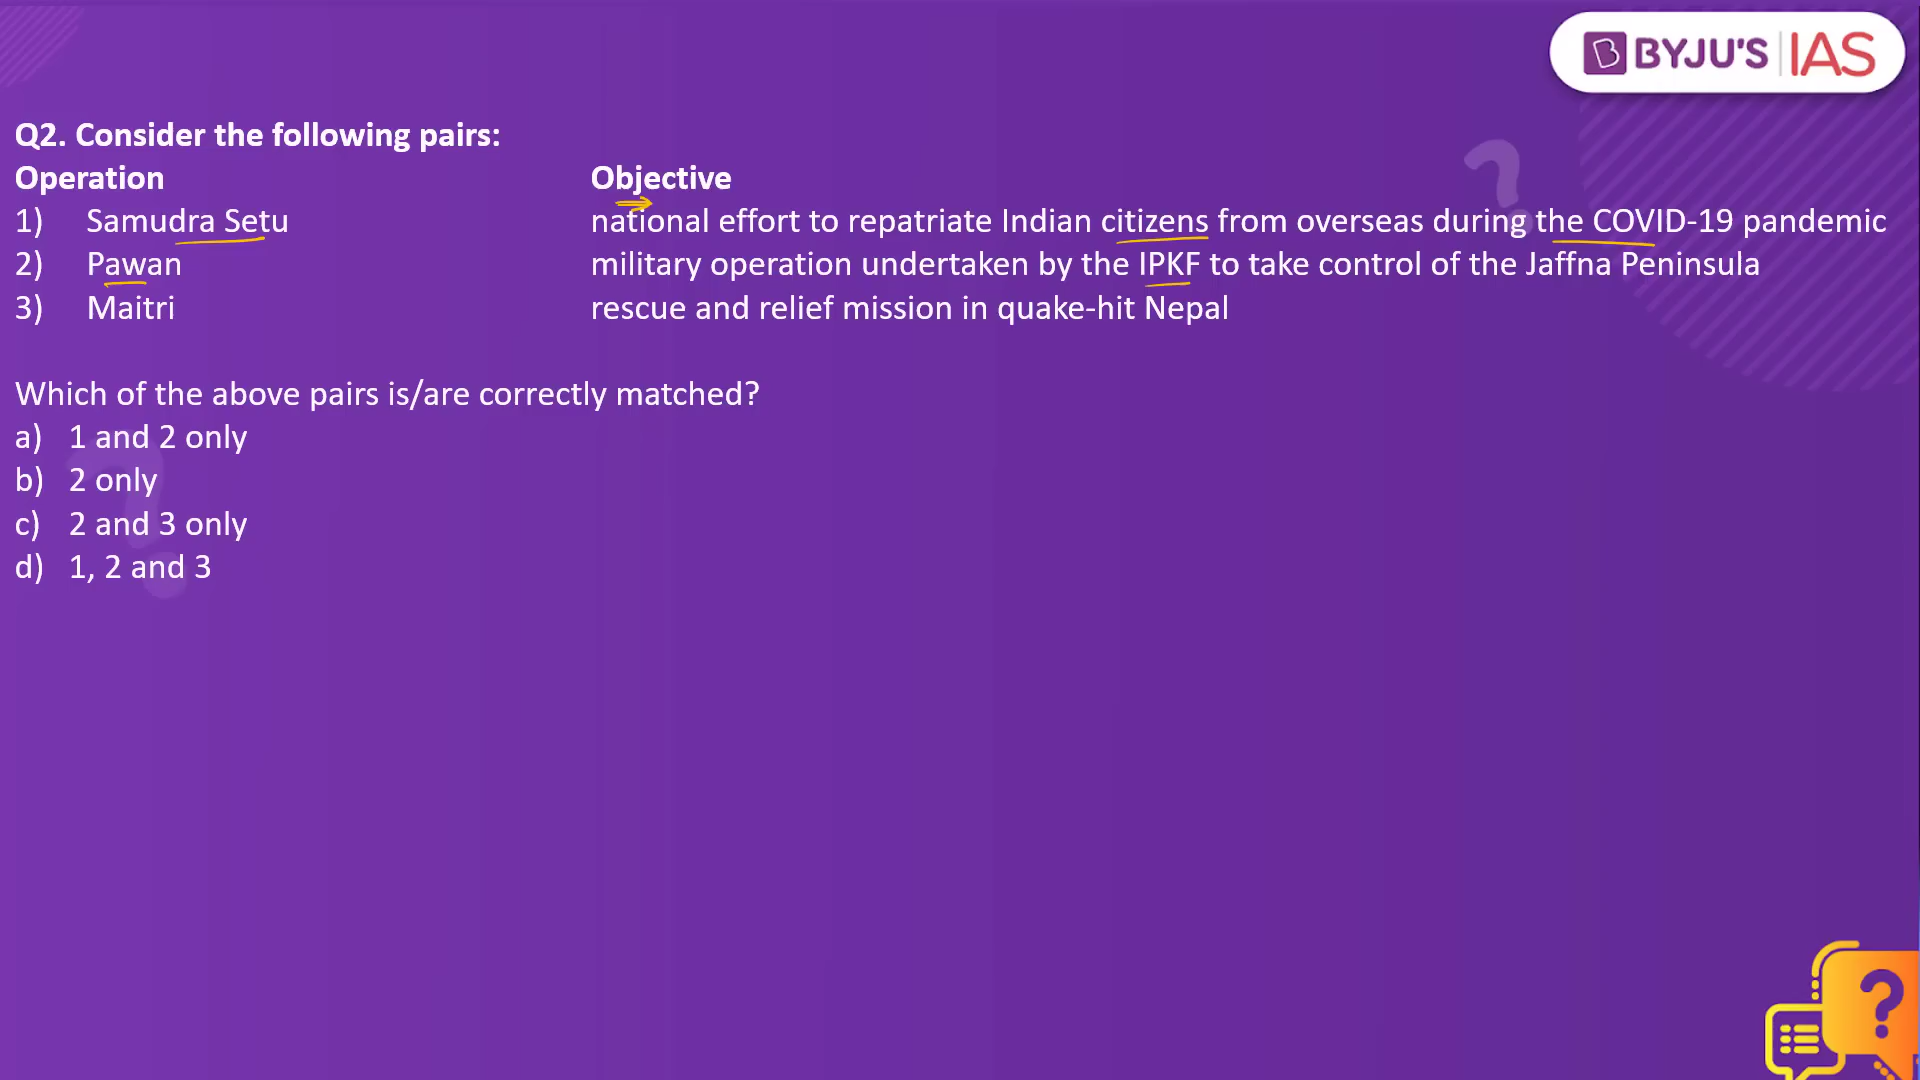 BYJU'S IAS
Q2. Consider the following pairs:
Operation Objective
1) Samudra Setu national effort to repatriate Indian citizens from overseas during the COVID-19 pandemic
2) Pawan military operation undertaken by the IPKF to take control of the Jaffna Peninsula
3) Maitri rescue and relief mission in quake-hit Nepal
Which of the above pairs is/are correctly matched?
a) 1 and 2 only
b) 2 only
c) 2 and 3 only
d) 1, 2 and 3